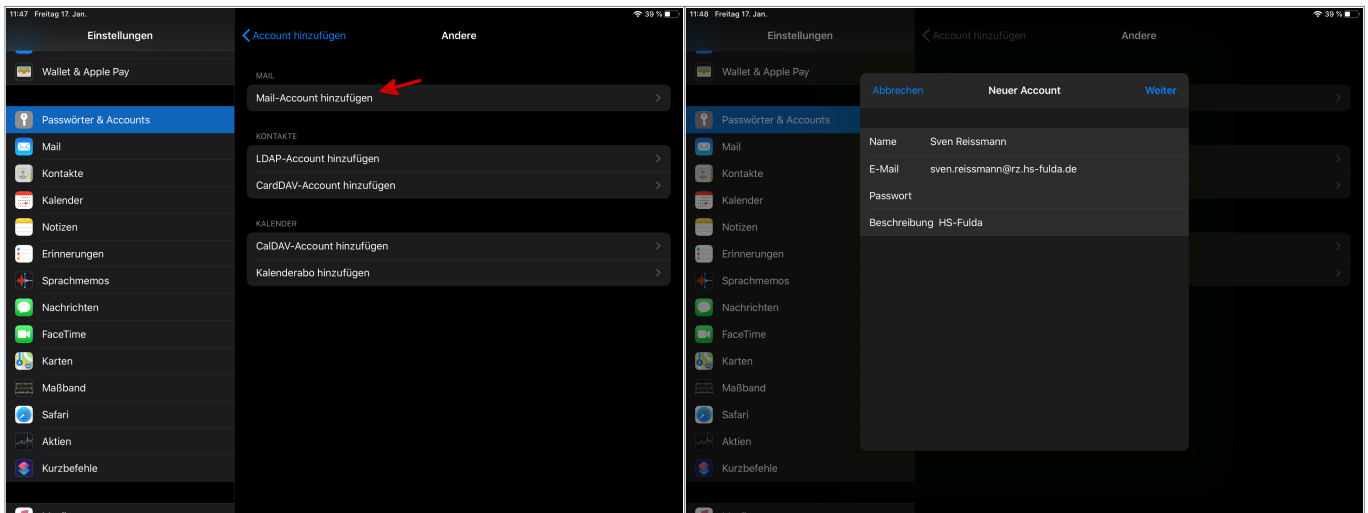 11:47 Freitag 17. Jan.
39 %
Einstellungen
Wallet & Apple Pay
Passwörter & Accounts
Mail
Kontakte
Kalender
Notizen
Erinnerungen
Sprachmemos
Nachrichten
FaceTime
Karten
Maßband
Safari
Aktien
Kurzbefehle
Account hinzufügen
Andere
MAIL
Mail-Account hinzufügen
KONTAKTE
LDAP-Account hinzufügen
CardDAV-Account hinzufügen
KALENDER
CalDAV-Account hinzufügen
Kalenderabo hinzufügen
11:48 Freitag 17. Jan.
39 %
Einstellungen
Wallet & Apple Pay
Passwörter & Accounts
Mail
Kontakte
Kalender
Notizen
Erinnerungen
Sprachmemos
Nachrichten
FaceTime
Karten
Maßband
Safari
Aktien
Kurzbefehle
Account hinzufügen
Andere
Abbrechen
Neuer Account
Weiter
Name Sven Reissmann
E-Mail sven.reissmann@rz.hs-fulda.de
Passwort
Beschreibung HS-Fulda